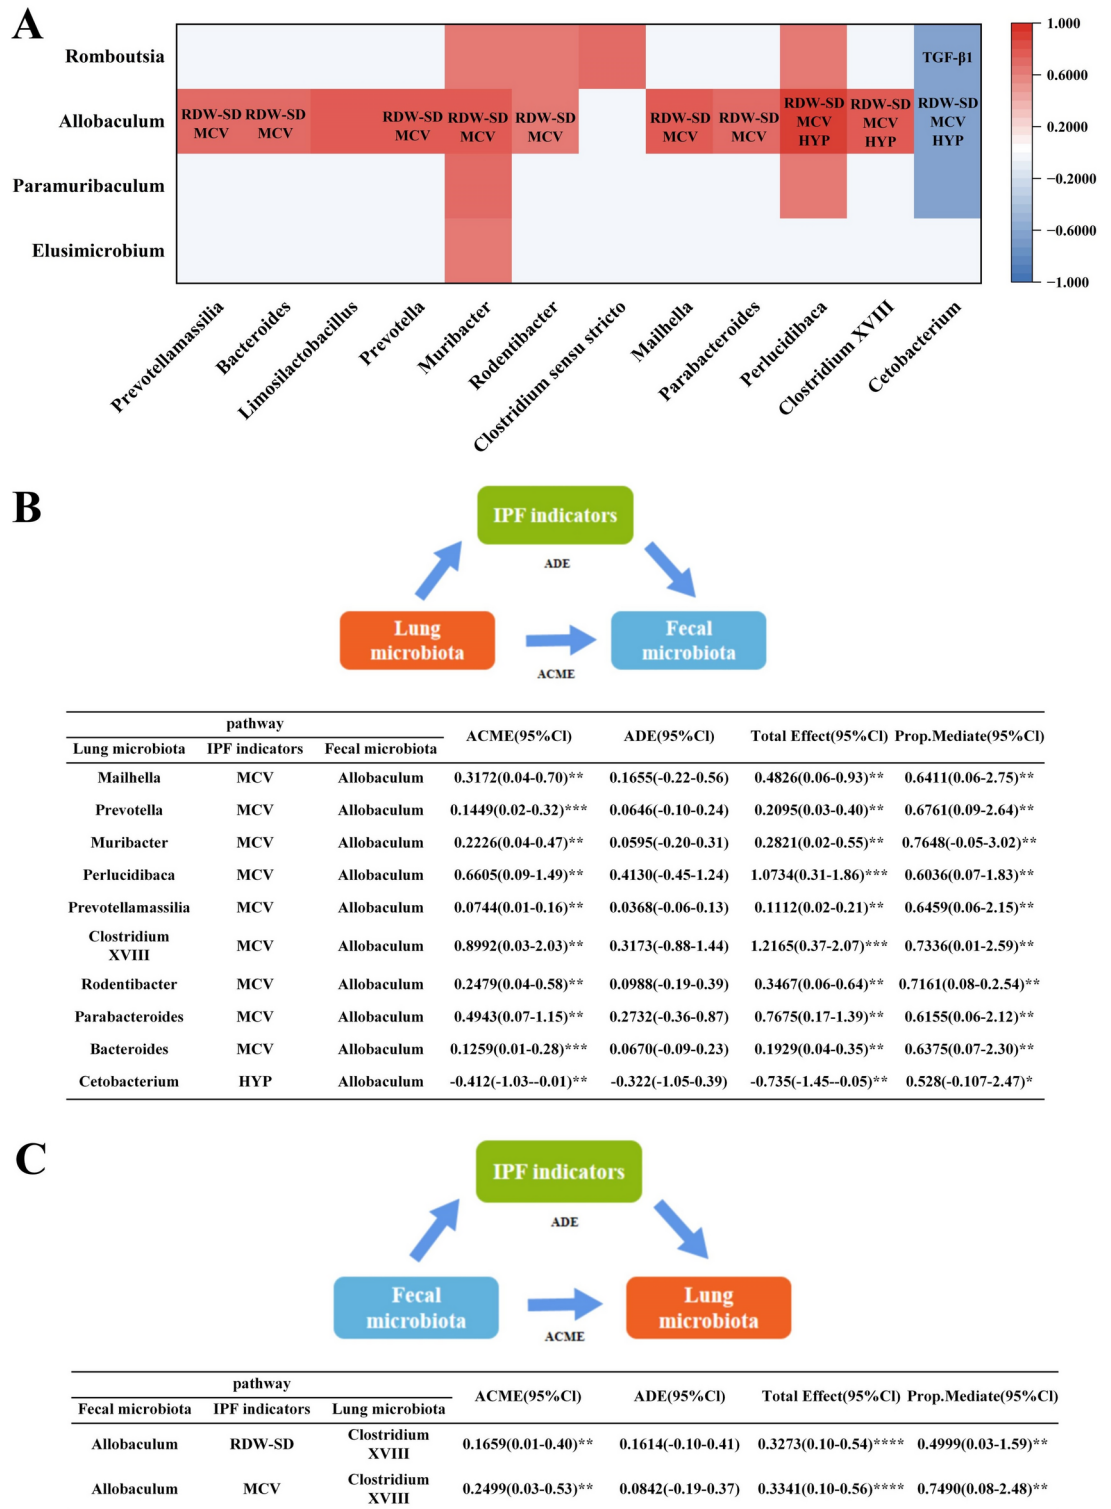 A
Romboutsia
Allobaculum
Paramuribaculum
Elusimicrobium
TGF-β1
RDW-SD RDW-SD RDW-SD RDW-SD RDW-SD RDW-SD RDW-SD RDW-SD RDW-SD RDW-SD
MCV MCV MCV MCV MCV MCV MCV MCV MCV MCV
HYP HYP HYP
1.000
0.6000
0.2000
−0.2000
−0.6000
−1.000
Prevotellamassilia
Bacteroides
Limosilactobacillus
Prevotella
Muribacter
Rodentibacter
Clostridium sensu stricto
Mailhella
Parabacteroides
Perlucidibaca
Clostridium XVIII
Cetobacterium
B
IPF indicators
ADE
Lung
microbiota
Fecal
microbiota
ACME
pathway
Lung microbiota IPF indicators Fecal microbiota ACME(95%Cl) ADE(95%Cl) Total Effect(95%Cl) Prop.Mediate(95%Cl)
Mailhella MCV Allobaculum 0.3172(0.04-0.70)** 0.1655(-0.22-0.56) 0.4826(0.06-0.93)** 0.6411(0.06-2.75)**
Prevotella MCV Allobaculum 0.1449(0.02-0.32)*** 0.0646(-0.10-0.24) 0.2095(0.03-0.40)** 0.6761(0.09-2.64)**
Muribacter MCV Allobaculum 0.2226(0.04-0.47)** 0.0595(-0.20-0.31) 0.2821(0.02-0.55)** 0.7648(-0.05-3.02)**
Perlucidibaca MCV Allobaculum 0.6605(0.09-1.49)** 0.4130(-0.45-1.24) 1.0734(0.31-1.86)*** 0.6036(0.07-1.83)**
Prevotellamassilia MCV Allobaculum 0.0744(0.01-0.16)** 0.0368(-0.06-0.13) 0.1112(0.02-0.21)** 0.6459(0.06-2.15)**
Clostridium
XVIII MCV Allobaculum 0.8992(0.03-2.03)** 0.3173(-0.88-1.44) 1.2165(0.37-2.07)*** 0.7336(0.01-2.59)**
Rodentibacter MCV Allobaculum 0.2479(0.04-0.58)** 0.0988(-0.19-0.39) 0.3467(0.06-0.64)** 0.7161(0.08-0.2.54)**
Parabacteroides MCV Allobaculum 0.4943(0.07-1.15)** 0.2732(-0.36-0.87) 0.7675(0.17-1.39)** 0.6155(0.06-2.12)**
Bacteroides MCV Allobaculum 0.1259(0.01-0.28)*** 0.0670(-0.09-0.23) 0.1929(0.04-0.35)** 0.6375(0.07-2.30)**
Cetobacterium HYP Allobaculum -0.412(-1.03--0.01)** -0.322(-1.05-0.39) -0.735(-1.45--0.05)** 0.528(-0.107-2.47)*
C
IPF indicators
ADE
Fecal
microbiota
Lung
microbiota
ACME
pathway
Fecal microbiota IPF indicators Lung microbiota ACME(95%Cl) ADE(95%Cl) Total Effect(95%Cl) Prop.Mediate(95%Cl)
Allobaculum RDW-SD Clostridium
XVIII 0.1659(0.01-0.40)** 0.1614(-0.10-0.41) 0.3273(0.10-0.54)**** 0.4999(0.03-1.59)**
Allobaculum MCV Clostridium
XVIII 0.2499(0.03-0.53)** 0.0842(-0.19-0.37) 0.3341(0.10-0.56)**** 0.7490(0.08-2.48)**